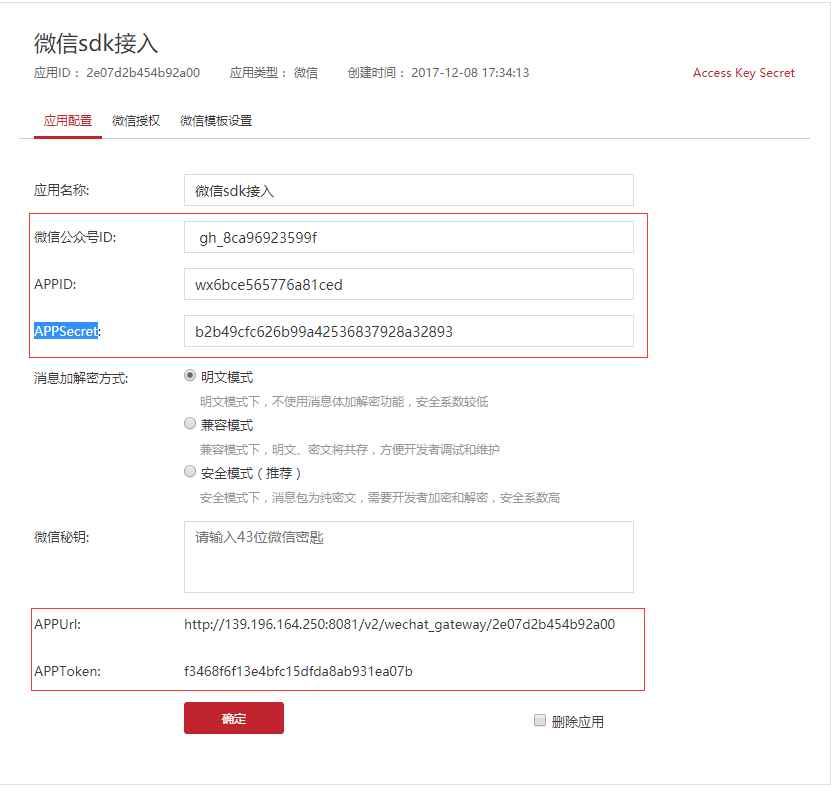 微信sdk接入
应用ID： 2e07d2b454b92a00 应用类型： 微信 创建时间： 2017-12-08 17:34:13 Access Key Secret
应用配置 微信授权 微信模板设置
应用名称: 微信sdk接入
微信公众号ID: gh_8ca96923599f
APPID: wx6bce565776a81ced
APPSecret: b2b49cfc626b99a42536837928a32893
消息加解密方式: 明文模式
明文模式下，不使用消息体加解密功能，安全系数较低
兼容模式
兼容模式下，明文、密文将共存，方便开发者调试和维护
安全模式（推荐）
安全模式下，消息包为纯密文，需要开发者加密和解密，安全系数高
微信秘钥: 请输入43位微信密匙
APPUrl: http://139.196.164.250:8081/v2/wechat_gateway/2e07d2b454b92a00
APPToken: f3468f6f13e4bfc15dfda8ab931ea07b
确定 删除应用